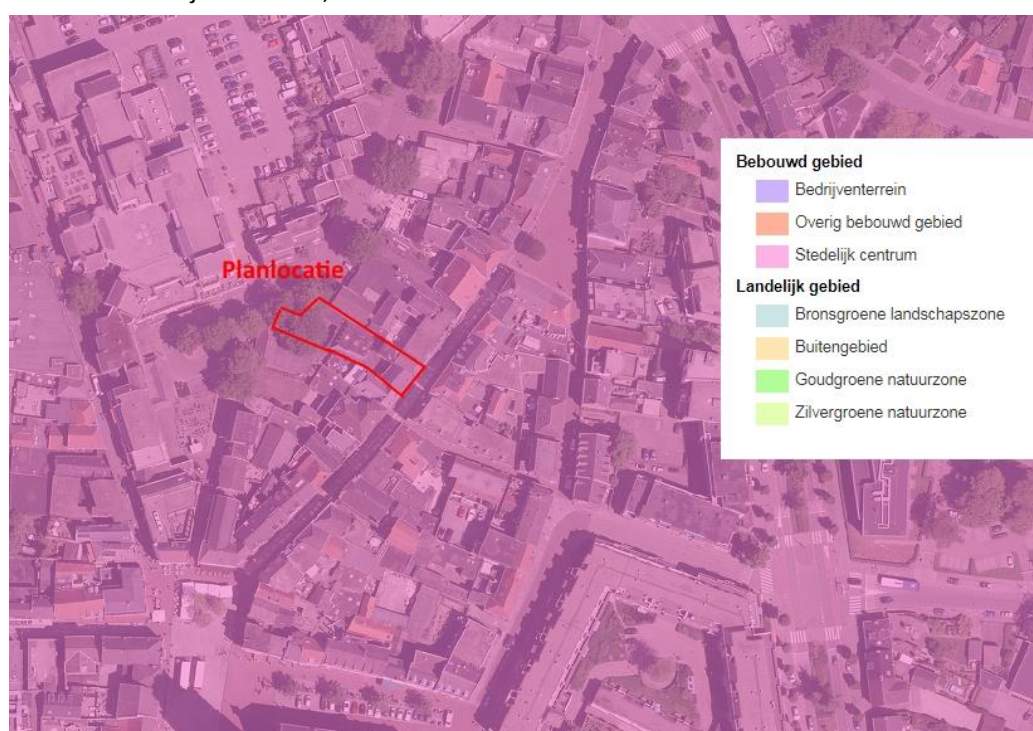 Planlocatie
Bebouwd gebied
Bedrijventerrein
Overig bebouwd gebied
Stedelijk centrum
Landelijk gebied
Bronsgroene landschapszone
Buitengebied
Goudgroene natuurzone
Zilvergroene natuurzone